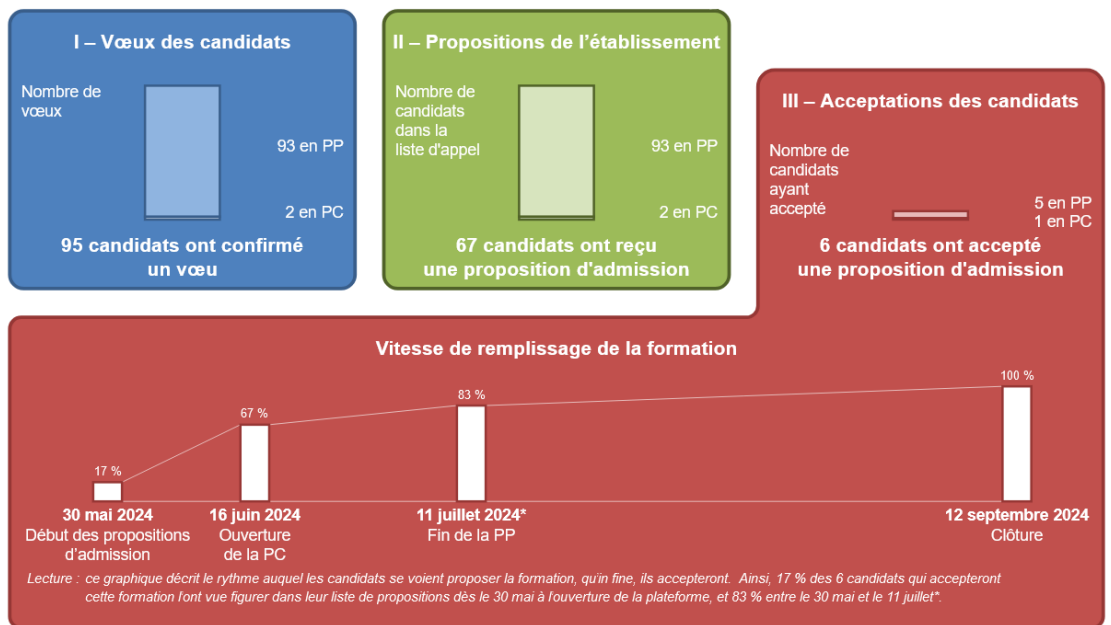 I – Vœux des candidats
Nombre de
vœux
93 en PP
2 en PC
95 candidats ont confirmé
un vœu
II – Propositions de l'établissement
Nombre de
candidats
dans la
liste d'appel
93 en PP
2 en PC
67 candidats ont reçu
une proposition d'admission
III – Acceptations des candidats
Nombre de
candidats
ayant
accepté
5 en PP
1 en PC
6 candidats ont accepté
une proposition d'admission
Vitesse de remplissage de la formation
17 %
67 %
83 %
100 %
30 mai 2024
Début des propositions
d'admission
16 juin 2024
Ouverture
de la PC
11 juillet 2024*
Fin de la PP
12 septembre 2024
Clôture
Lecture : ce graphique décrit le rythme auquel les candidats se voient proposer la formation, qu'in fine, ils accepteront. Ainsi, 17 % des 6 candidats qui accepteront
cette formation l'ont vue figurer dans leur liste de propositions dès le 30 mai à l'ouverture de la plateforme, et 83 % entre le 30 mai et le 11 juillet*.